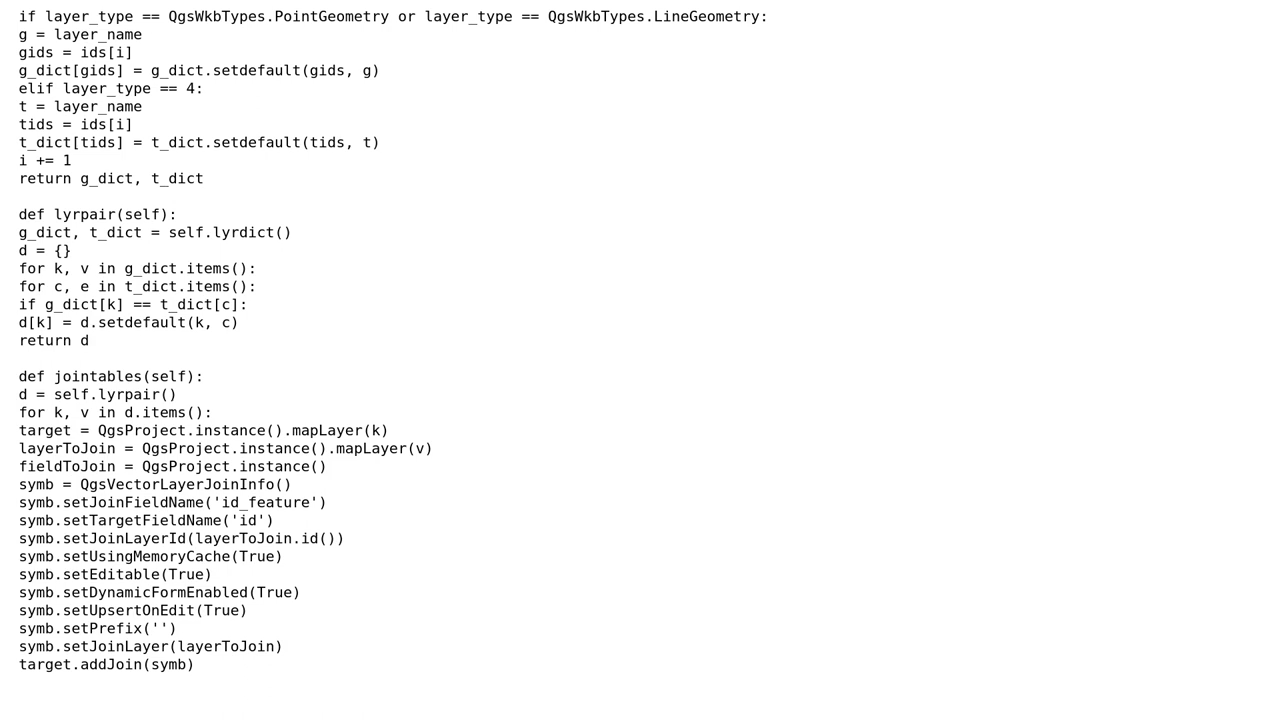 if layer_type == QgsWkbTypes.PointGeometry or layer_type == QgsWkbTypes.LineGeometry:
g = layer_name
gids = ids[i]
g_dict[gids] = g_dict.setdefault(gids, g)
elif layer_type == 4:
t = layer_name
tids = ids[i]
t_dict[tids] = t_dict.setdefault(tids, t)
i += 1
return g_dict, t_dict

def lyrpair(self):
g_dict, t_dict = self.lyrdict()
d = {}
for k, v in g_dict.items():
for c, e in t_dict.items():
if g_dict[k] == t_dict[c]:
d[k] = d.setdefault(k, c)
return d

def jointables(self):
d = self.lyrpair()
for k, v in d.items():
target = QgsProject.instance().mapLayer(k)
layerToJoin = QgsProject.instance().mapLayer(v)
fieldToJoin = QgsProject.instance()
symb = QgsVectorLayerJoinInfo()
symb.setJoinFieldName('id_feature')
symb.setTargetFieldName('id')
symb.setJoinLayerId(layerToJoin.id())
symb.setUsingMemoryCache(True)
symb.setEditable(True)
symb.setDynamicFormEnabled(True)
symb.setUpsertOnEdit(True)
symb.setPrefix('')
symb.setJoinLayer(layerToJoin)
target.addJoin(symb)